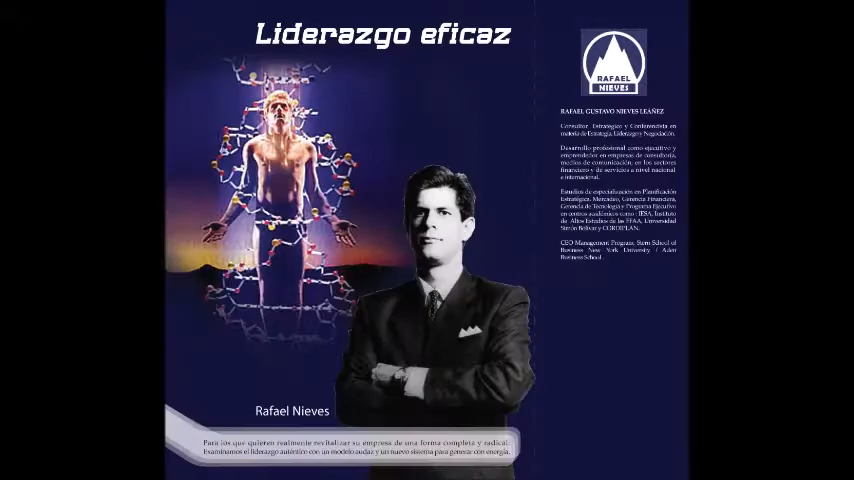 Liderazgo eficaz
RAFAEL
NIEVES
RAFAEL GUSTAVO NIEVES LEAÑEZ
Consultor Estratégico y Conferencista en
materia de Estrategia, Liderazgo y Negociación.
Desarrollo profesional como ejecutivo y
emprendedor en empresas de consultoría,
medios de comunicación, en los sectores
financiero y de servicios a nivel nacional
e internacional.
Estudios de especialización en Planificación
Estratégica, Mercadeo, Gerencia Financiera,
Gerencia de Tecnología y Programa Ejecutivo
en centros académicos como : IESA, Instituto
de Altos Estudios de las FFAA, Universidad
Simón Bolívar y CORDIPLAN.
CEO Management Program, Stern School of
Business New York University / Aden
Business School.
Rafael Nieves
Para los que quieren realmente revitalizar su empresa de una forma completa y radical.
Examinamos el liderazgo auténtico con un modelo audaz y un nuevo sistema para generar con energía.